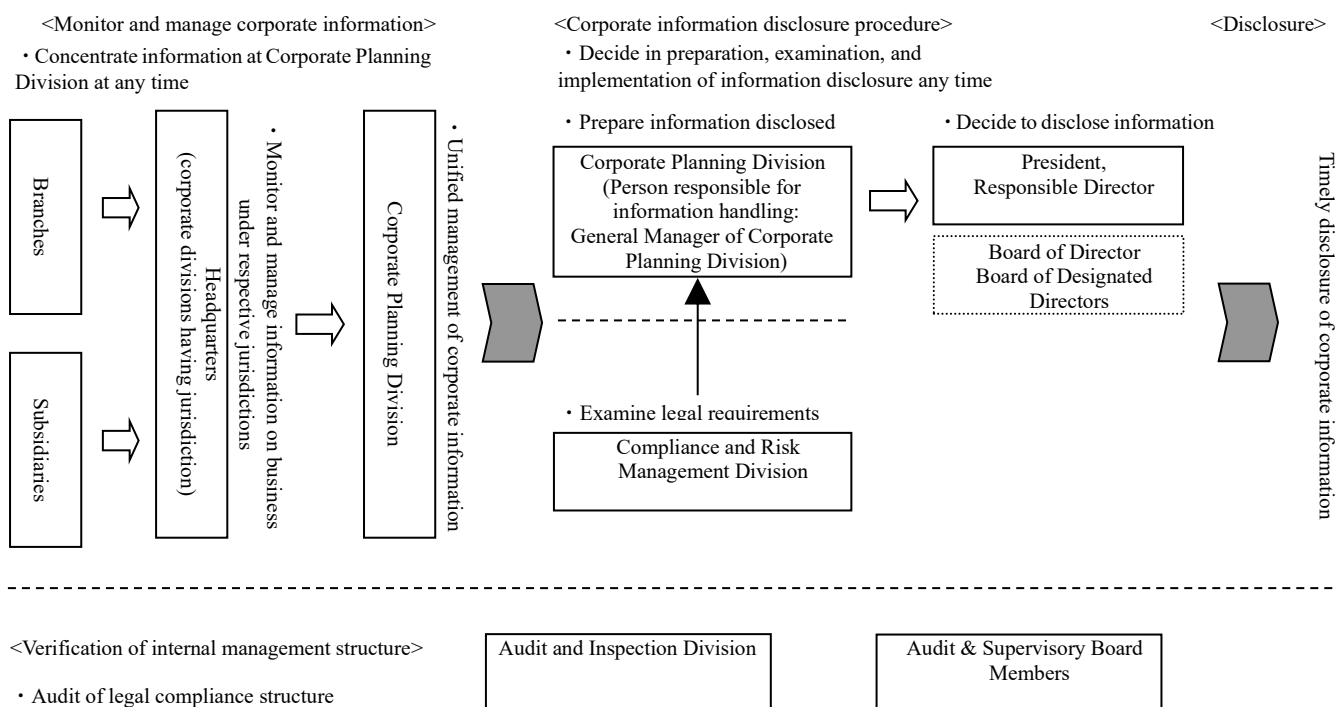 <Monitor and manage corporate information>
・Concentrate information at Corporate Planning
Division at any time
Branches
Subsidiaries
Headquarters
(corporate divisions having jurisdiction)
・Monitor and manage information on business
under respective jurisdictions
Corporate Planning Division
・Unified management of corporate information
<Corporate information disclosure procedure>
・Decide in preparation, examination, and
implementation of information disclosure any time
・Prepare information disclosed
Corporate Planning Division
(Person responsible for
information handling:
General Manager of Corporate
Planning Division)
・Examine legal requirements
Compliance and Risk
Management Division
・Decide to disclose information
President,
Responsible Director
Board of Director
Board of Designated
Directors
<Disclosure>
Timely disclosure of corporate information
<Verification of internal management structure>
・Audit of legal compliance structure
Audit and Inspection Division
Audit & Supervisory Board
Members